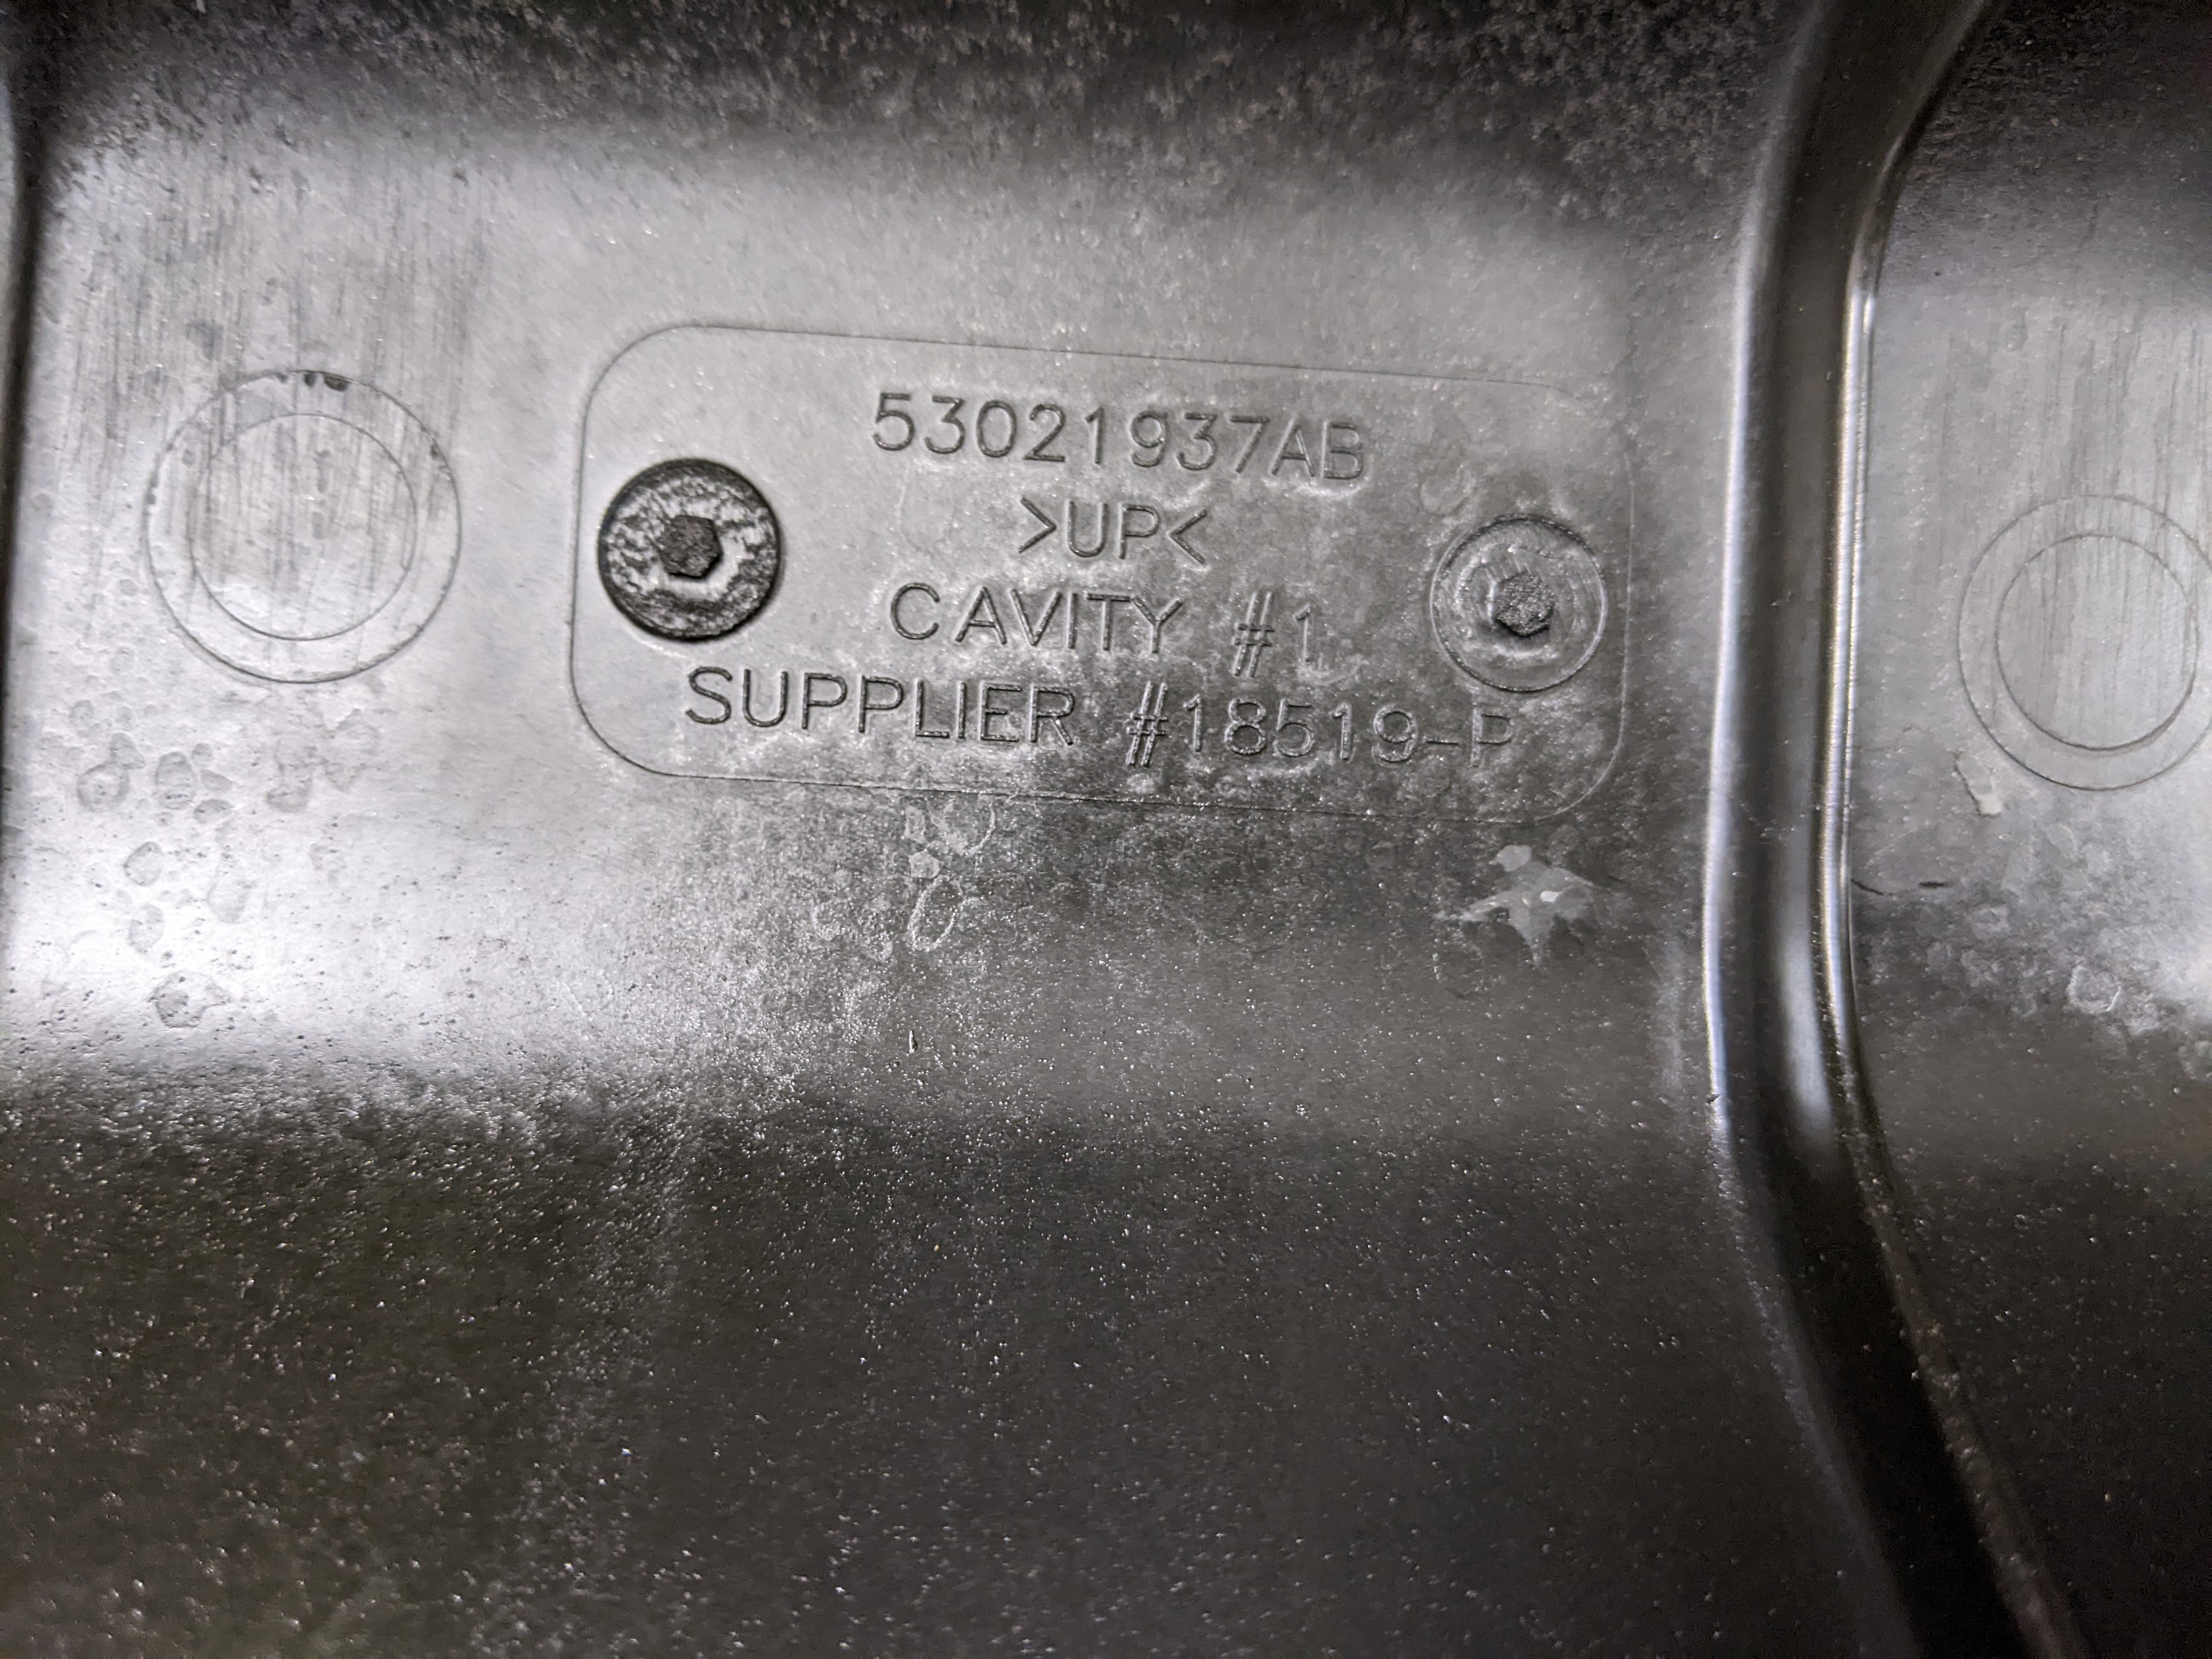 53021937AB
>UP<
CAVITY #1
SUPPLIER #18519-P